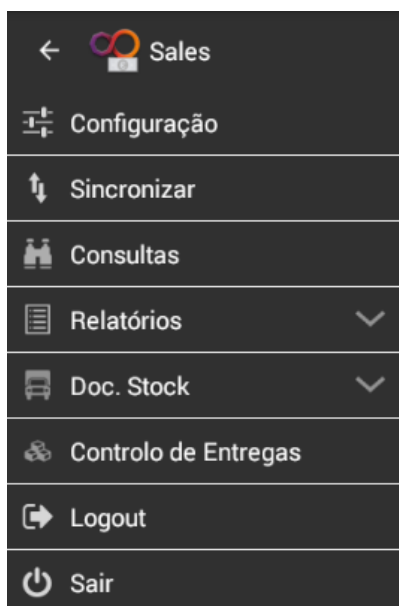 Sales
Configuração
Sincronizar
Consultas
Relatórios
Doc. Stock
Controlo de Entregas
Logout
Sair